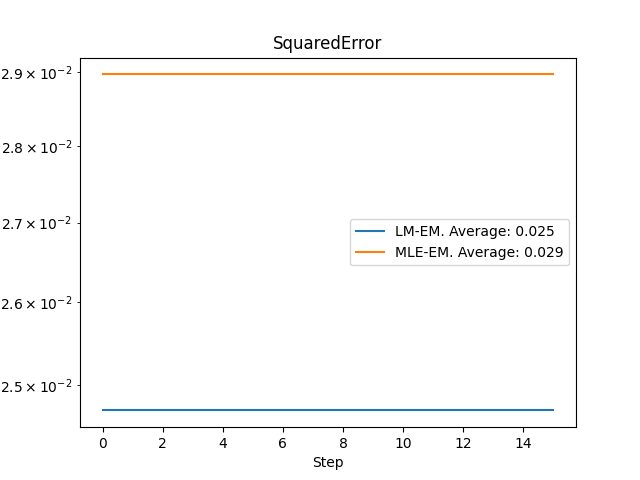 SquaredError
2.9 × 10⁻²
2.8 × 10⁻²
2.7 × 10⁻²
2.6 × 10⁻²
2.5 × 10⁻²
LM-EM. Average: 0.025
MLE-EM. Average: 0.029
0 2 4 6 8 10 12 14
Step